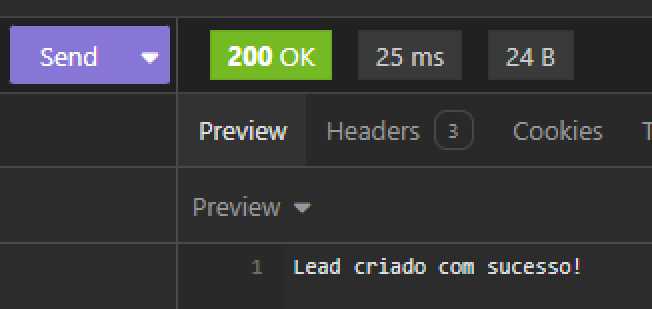 Send 200 OK 25 ms 24 B
Preview Headers 3 Cookies T
Preview
1 Lead criado com sucesso!